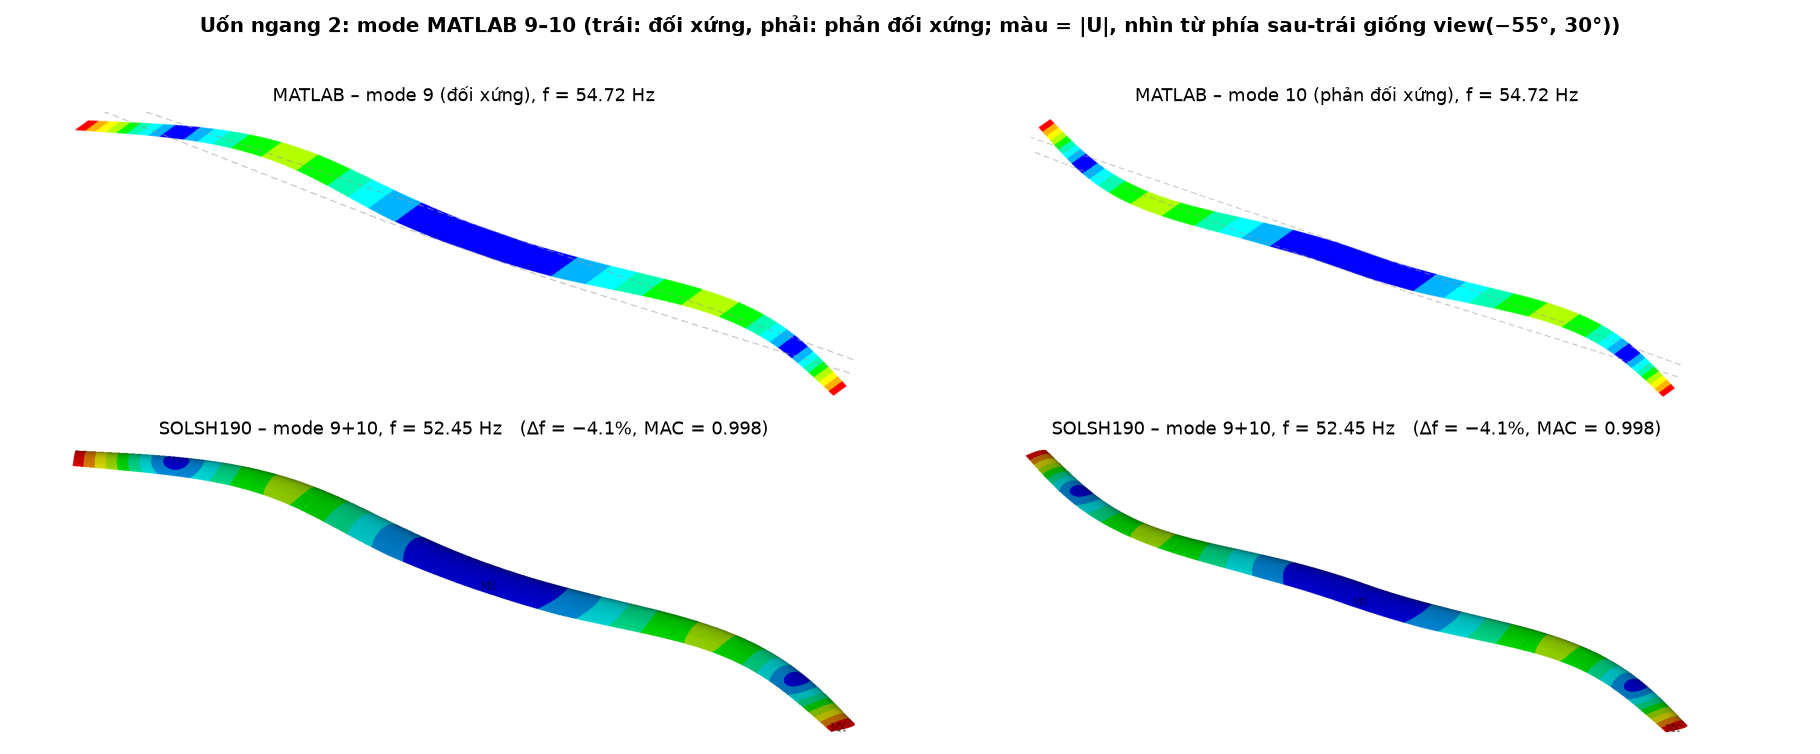 Uốn ngang 2: mode MATLAB 9–10 (trái: đối xứng, phải: phản đối xứng; màu = |U|, nhìn từ phía sau-trái giống view(−55°, 30°))
MATLAB – mode 9 (đối xứng), f = 54.72 Hz
MATLAB – mode 10 (phản đối xứng), f = 54.72 Hz
SOLSH190 – mode 9+10, f = 52.45 Hz   (Δf = −4.1%, MAC = 0.998)
SOLSH190 – mode 9+10, f = 52.45 Hz   (Δf = −4.1%, MAC = 0.998)